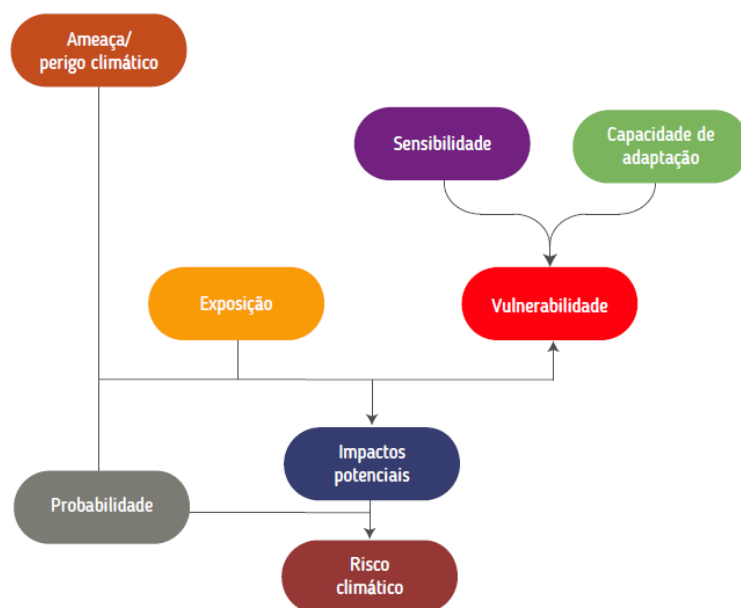 Ameaça/
perigo climático
Sensibilidade
Capacidade de
adaptação
Exposição
Vulnerabilidade
Impactos
potenciais
Probabilidade
Risco
climático